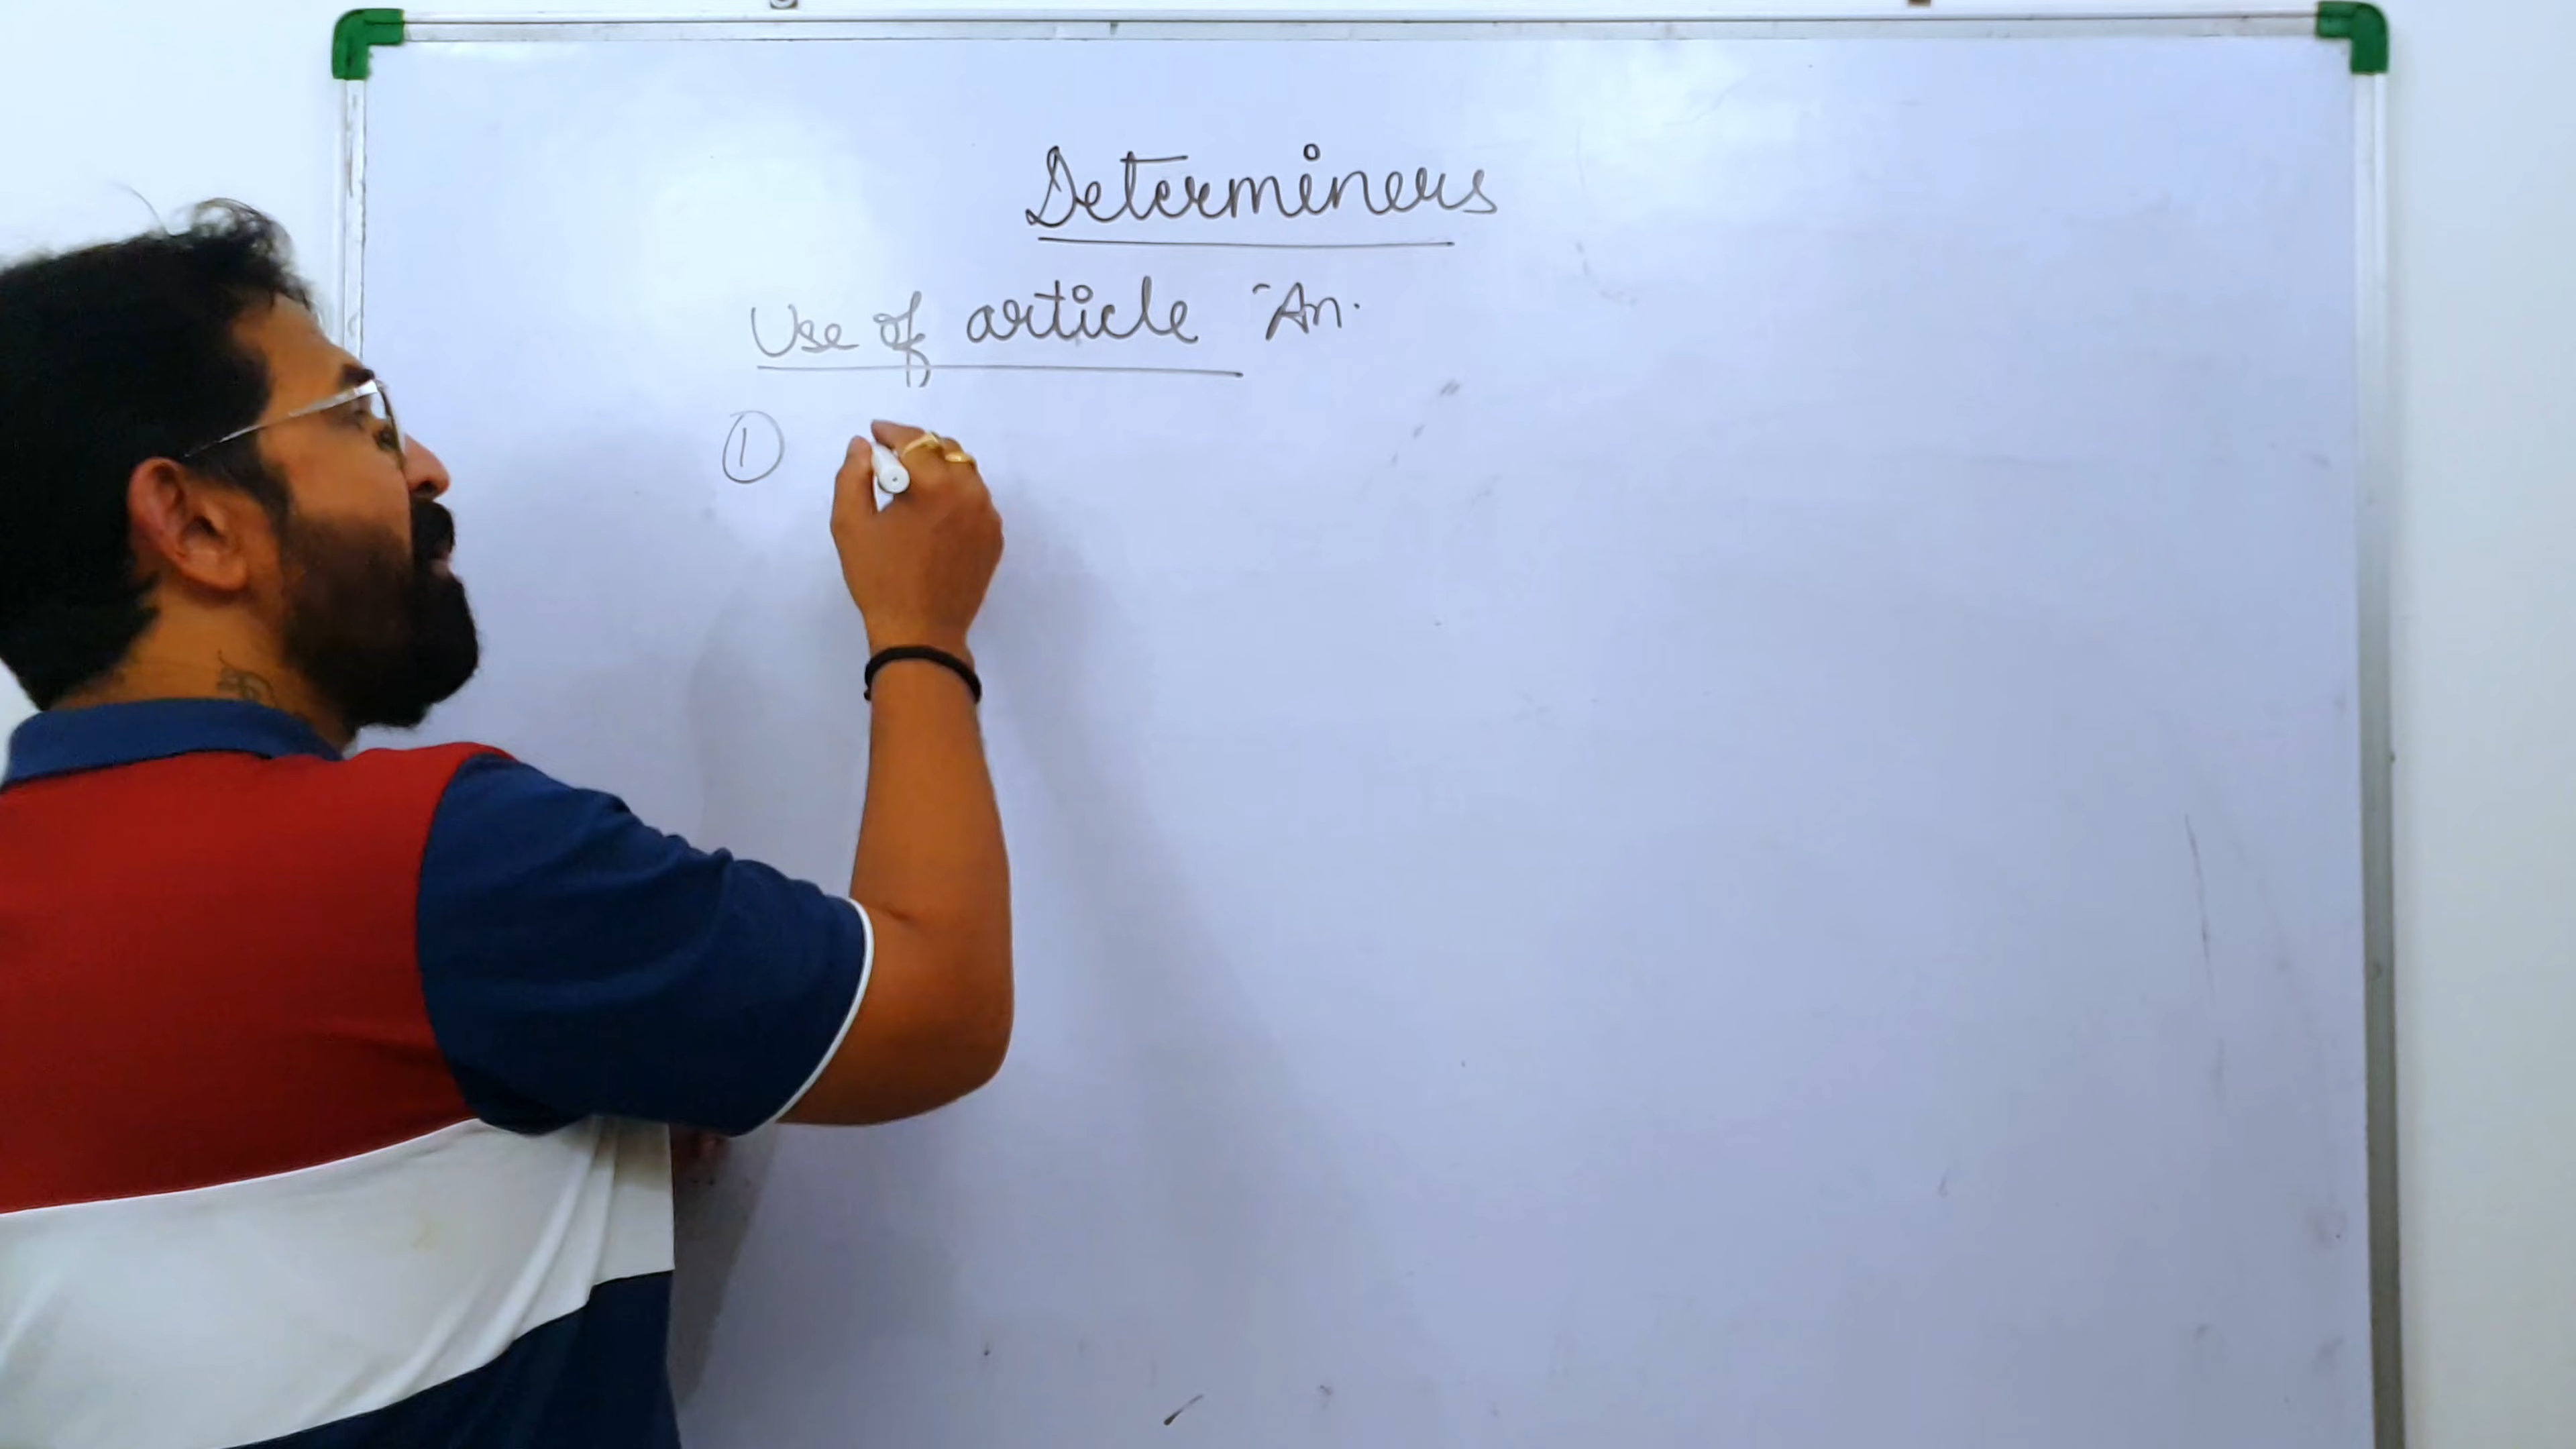 Determiners
Use of article "An.
①